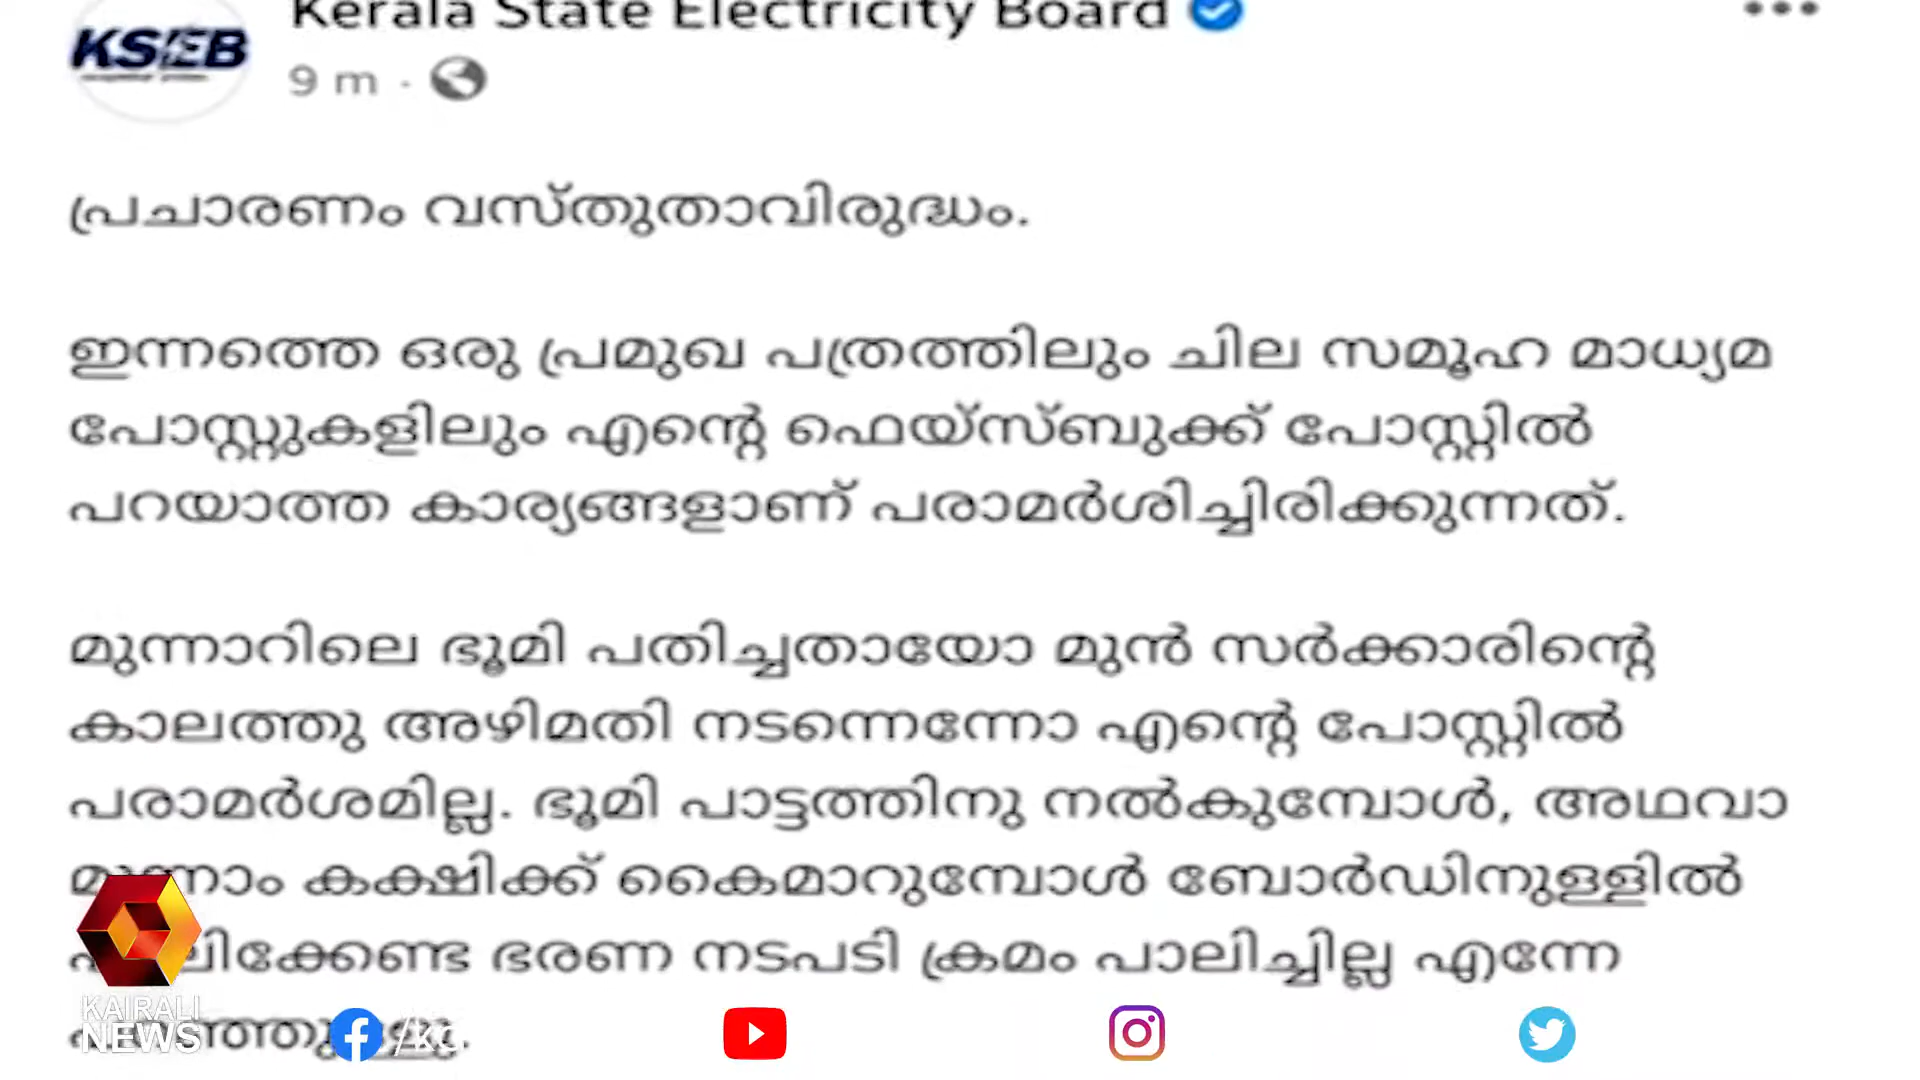 Kerala State Electricity Board
KSEB
9 m
പ്രചാരണം വസ്തുതാവിരുദ്ധം.
ഇന്നത്തെ ഒരു പ്രമുഖ പത്രത്തിലും ചില സമൂഹ മാധ്യമ
പോസ്റ്റുകളിലും എന്റെ ഫെയ്സ്ബുക്ക് പോസ്റ്റിൽ
പറയാത്ത കാര്യങ്ങളാണ് പരാമർശിച്ചിരിക്കുന്നത്.
മുന്നാറിലെ ഭൂമി പതിച്ചതായോ മുൻ സർക്കാരിന്റെ
കാലത്തു അഴിമതി നടന്നെന്നോ എന്റെ പോസ്റ്റിൽ
പരാമർശമില്ല. ഭൂമി പാട്ടത്തിനു നൽകുമ്പോൾ, അഥവാ
കക്ഷിക്ക് കൈമാറുമ്പോൾ ബോർഡിനുള്ളിൽ
ഭരണ നടപടി ക്രമം പാലിച്ചില്ല എന്നേ
KAIRALI
NEWS